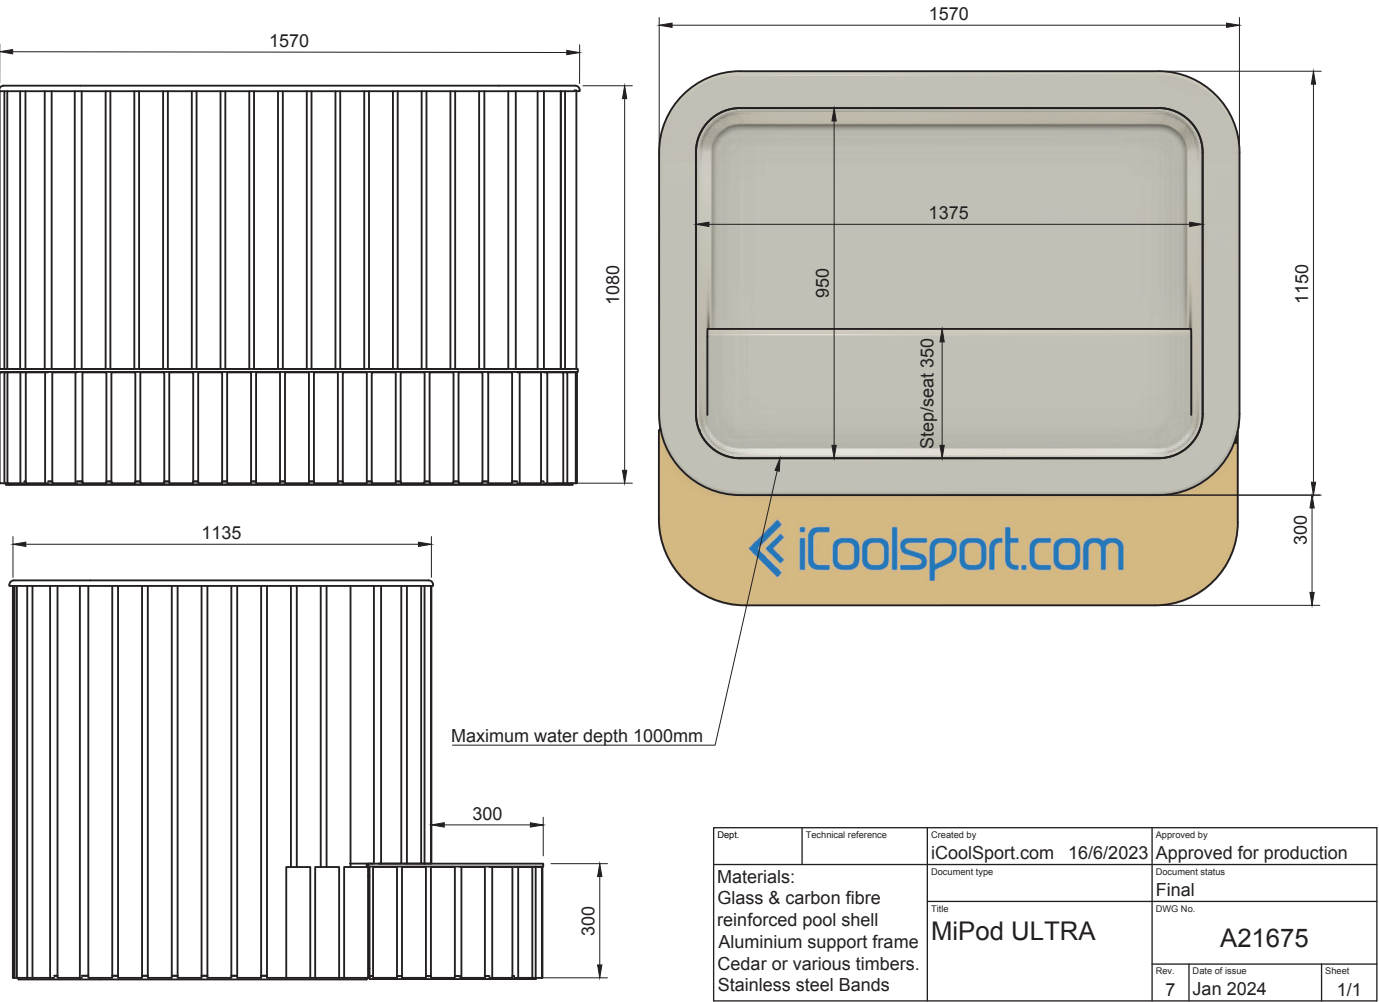 1570
1570
1080
1375
950
1150
Step/seat 350
300
iCoolsport.com
1135
Maximum water depth 1000mm
300
300
Dept.
Technical reference
Created by
iCoolSport.com 16/6/2023
Approved by
Approved for production
Materials:
Glass & carbon fibre
reinforced pool shell
Aluminium support frame
Cedar or various timbers.
Stainless steel Bands
Document type
Document status
Final
Title
MiPod ULTRA
DWG No.
A21675
Rev.
7
Date of issue
Jan 2024
Sheet
1/1